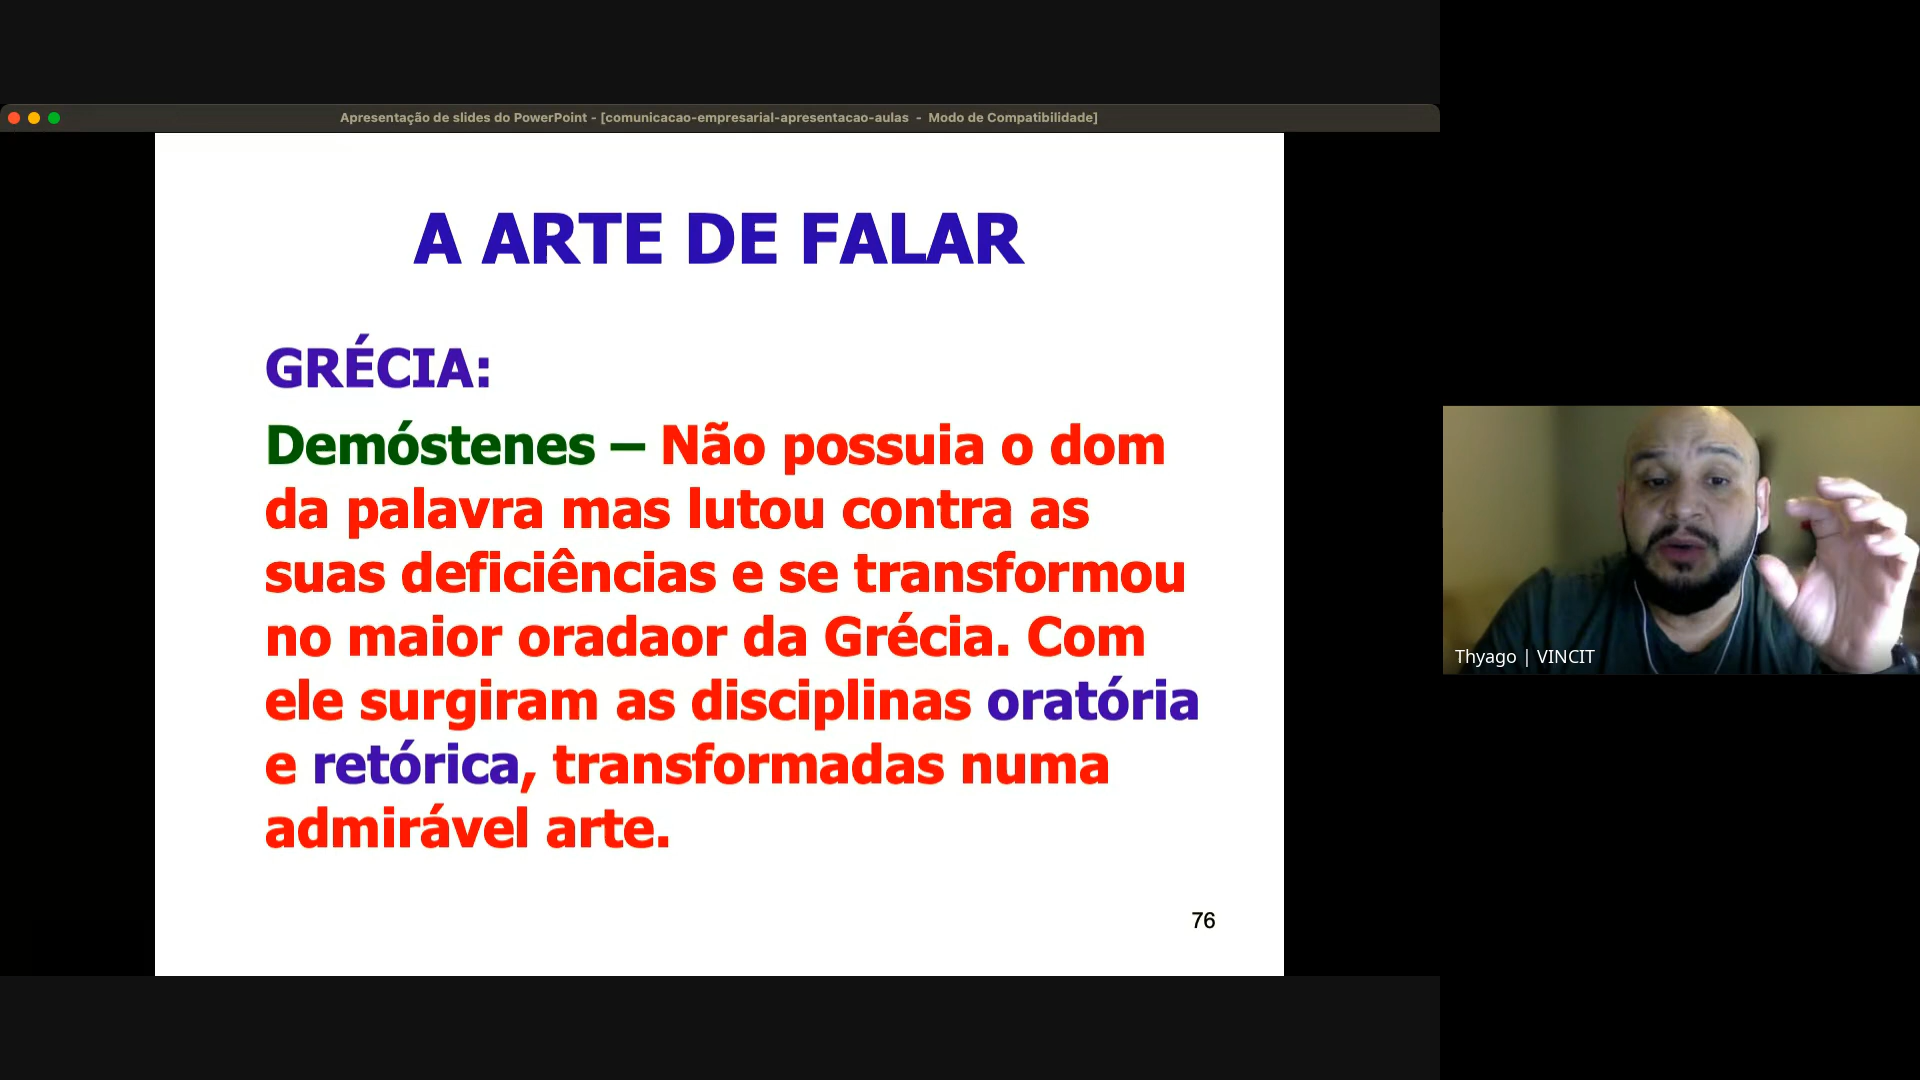 Apresentação de slides do PowerPoint - [comunicacao-empresarial-apresentacao-aulas - Modo de Compatibilidade]
A ARTE DE FALAR
GRÉCIA:
Demóstenes – Não possuia o dom
da palavra mas lutou contra as
suas deficiências e se transformou
no maior oradaor da Grécia. Com
ele surgiram as disciplinas oratória
e retórica, transformadas numa
admirável arte.
76
Thyago | VINCIT